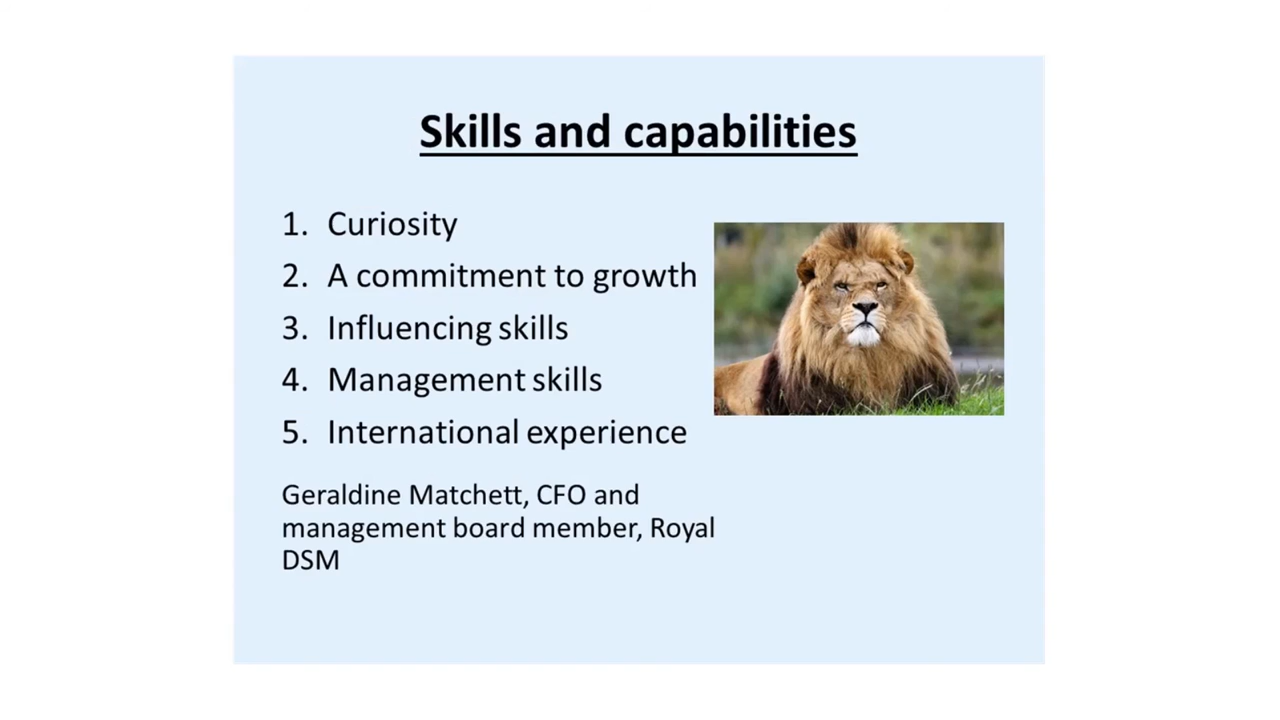 Skills and capabilities
1. Curiosity
2. A commitment to growth
3. Influencing skills
4. Management skills
5. International experience
Geraldine Matchett, CFO and
management board member, Royal
DSM